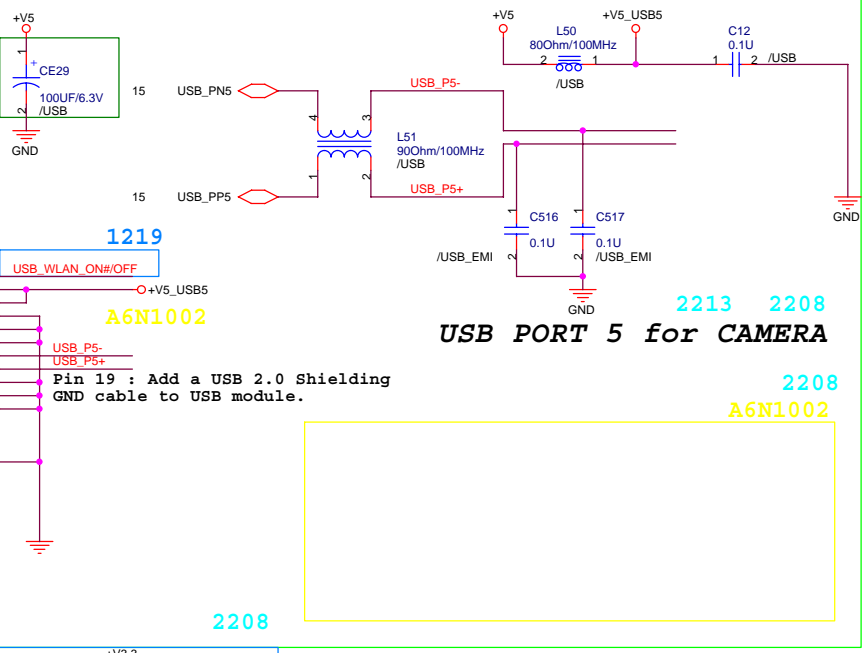 +V5
1
+
CE29
100UF/6.3V
2
/USB
GND
15
USB_PN5
USB_P5-
4
3
L51
90Ohm/100MHz
/USB
1
2
15
USB_PP5
USB_P5+
+V5
L50
80Ohm/100MHz
2
1
/USB
+V5_USB5
C12
0.1U
1
2
/USB
GND
1
C516
0.1U
2
/USB_EMI
1
C517
0.1U
2
/USB_EMI
GND
1219
USB_WLAN_ON#/OFF
+V5_USB5
A6N1002
2213 2208
USB PORT 5 for CAMERA
USB_P5-
USB_P5+
Pin 19 : Add a USB 2.0 Shielding
GND cable to USB module.
2208
A6N1002
2208